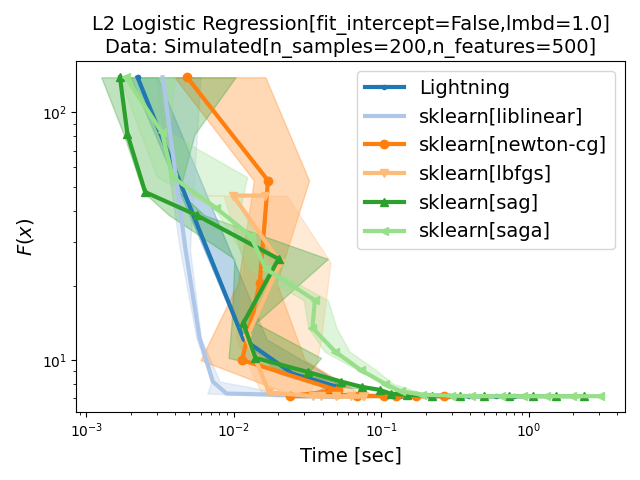 L2 Logistic Regression[fit_intercept=False,lmbd=1.0]
Data: Simulated[n_samples=200,n_features=500]
Lightning
sklearn[liblinear]
sklearn[newton-cg]
sklearn[lbfgs]
sklearn[sag]
sklearn[saga]
F(x)
10²
10¹
10⁻³
10⁻²
10⁻¹
10⁰
Time [sec]